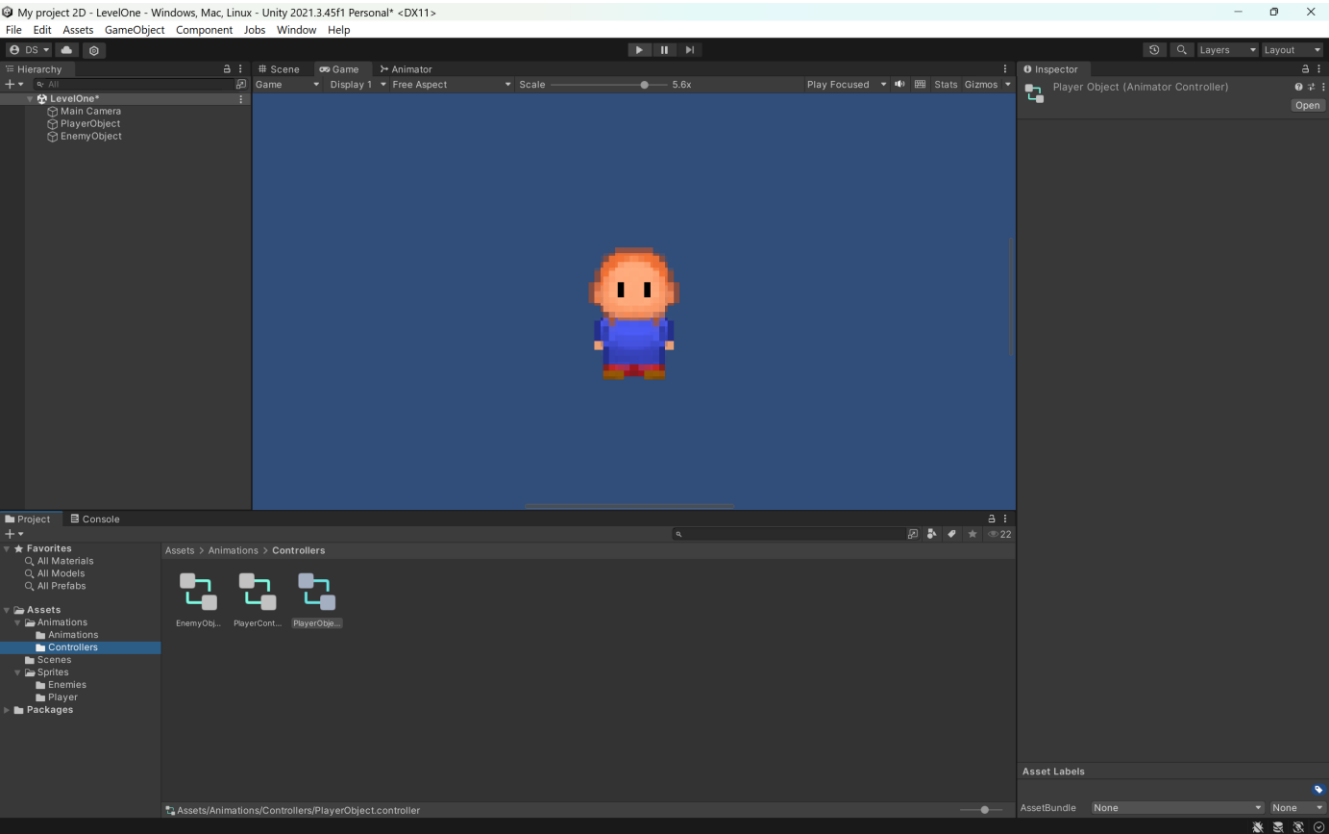 My project 2D - LevelOne - Windows, Mac, Linux - Unity 2021.3.45f1 Personal* <DX11>
File Edit Assets GameObject Component Jobs Window Help
DS Layers Layout
Hierarchy
All
LevelOne*
Main Camera
PlayerObject
EnemyObject
Scene Game Animator
Game Display 1 Free Aspect Scale 5.6x Play Focused Stats Gizmos
Inspector
Player Object (Animator Controller)
Open
Project Console
22
Favorites
All Materials
All Models
All Prefabs
Assets
Animations
Animations
Controllers
Scenes
Sprites
Enemies
Player
Packages
Assets > Animations > Controllers
EnemyObj... PlayerCont... PlayerObje...
Assets/Animations/Controllers/PlayerObject.controller
Asset Labels
AssetBundle None None